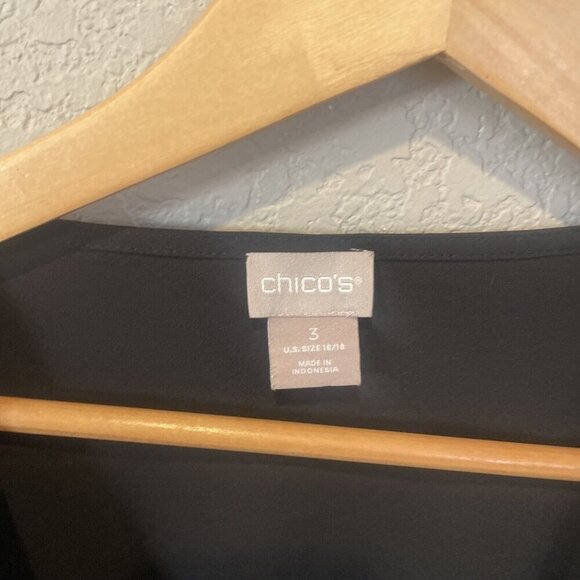 chico's®
3
U.S. SIZE 16/18
MADE IN
INDONESIA